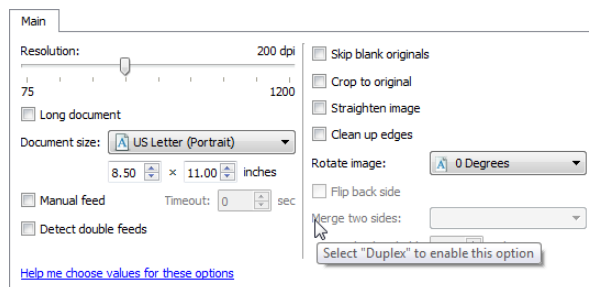 Main
Resolution: 200 dpi
75 1200
Long document
Document size: US Letter (Portrait)
8.50 × 11.00 inches
Manual feed Timeout: 0 sec
Detect double feeds
Help me choose values for these options
Skip blank originals
Crop to original
Straighten image
Clean up edges
Rotate image: 0 Degrees
Flip back side
Merge two sides:
Select "Duplex" to enable this option